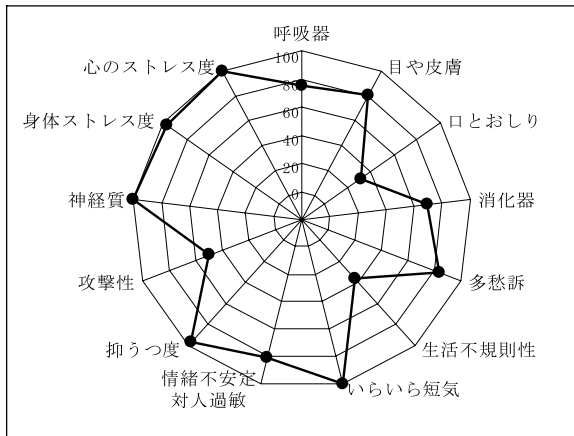 呼吸器
100
心のストレス度
目や皮膚
80
身体ストレス度
60
口とおしり
40
20
神経質
0
消化器
攻撃性
多愁訴
抑うつ度
生活不規則性
情緒不安定
いらいら短気
対人過敏